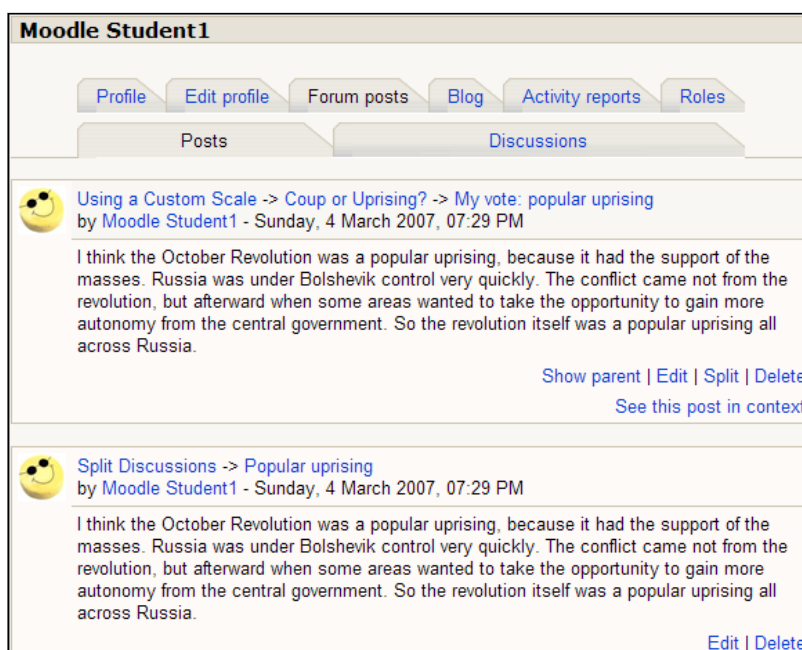 Moodle Student1
Profile Edit profile Forum posts Blog Activity reports Roles
Posts Discussions
Using a Custom Scale -> Coup or Uprising? -> My vote: popular uprising
by Moodle Student1 - Sunday, 4 March 2007, 07:29 PM
I think the October Revolution was a popular uprising, because it had the support of the
masses. Russia was under Bolshevik control very quickly. The conflict came not from the
revolution, but afterward when some areas wanted to take the opportunity to gain more
autonomy from the central government. So the revolution itself was a popular uprising all
across Russia.
Show parent | Edit | Split | Delete
See this post in context
Split Discussions -> Popular uprising
by Moodle Student1 - Sunday, 4 March 2007, 07:29 PM
I think the October Revolution was a popular uprising, because it had the support of the
masses. Russia was under Bolshevik control very quickly. The conflict came not from the
revolution, but afterward when some areas wanted to take the opportunity to gain more
autonomy from the central government. So the revolution itself was a popular uprising all
across Russia.
Edit | Delete